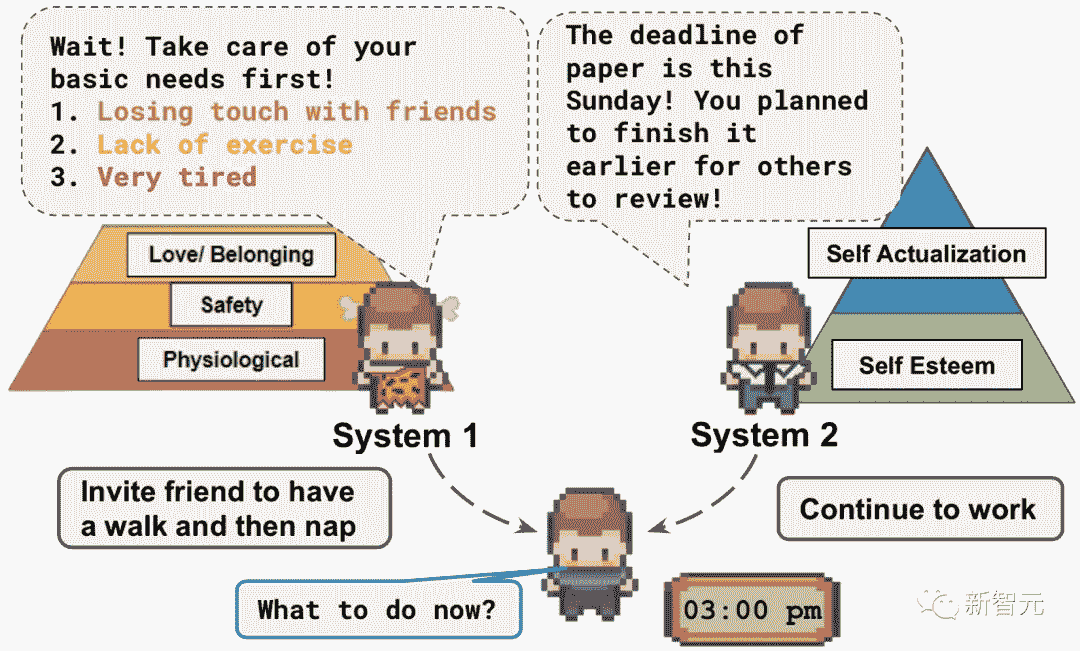 Wait! Take care of your
basic needs first!
1. Losing touch with friends
2. Lack of exercise
3. Very tired
The deadline of
paper is this
Sunday! You planned
to finish it
earlier for others
to review!
Love/ Belonging
Safety
Physiological
Self Actualization
Self Esteem
System 1
System 2
Invite friend to have
a walk and then nap
Continue to work
What to do now?
03:00 pm
新智元